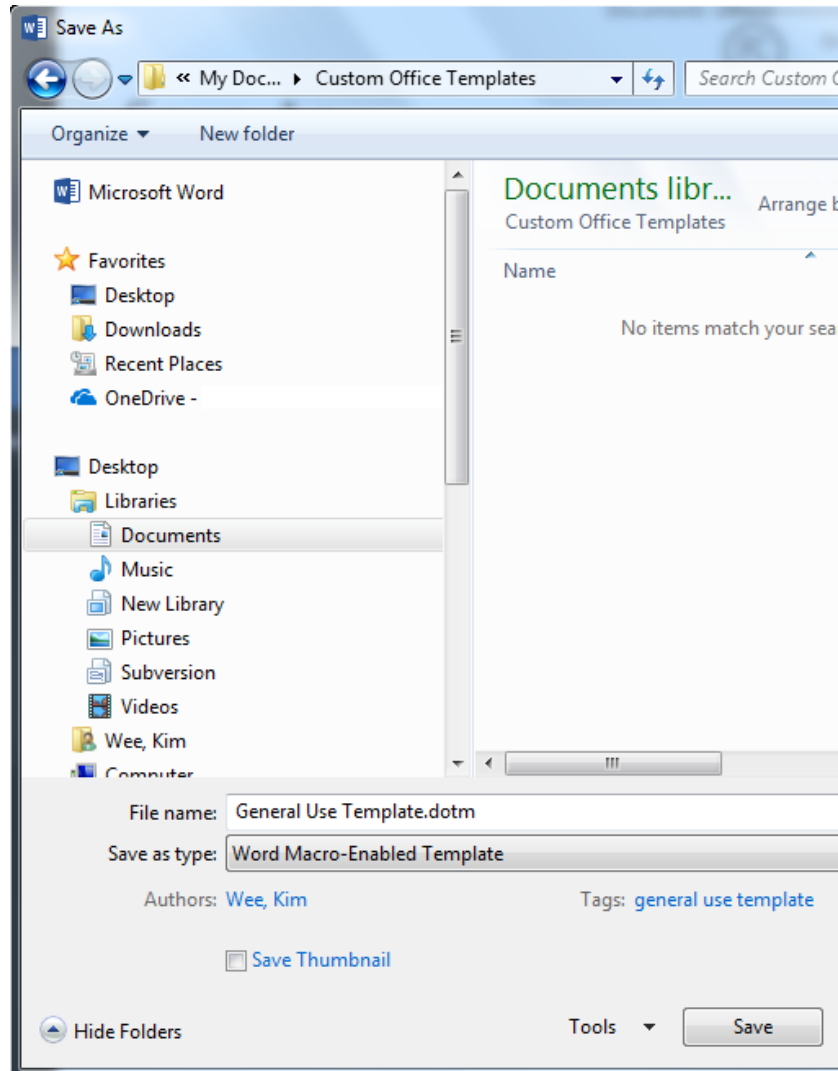 Save As
« My Doc... ▸ Custom Office Templates
Search Custom
Organize
New folder
Microsoft Word
Favorites
Desktop
Downloads
Recent Places
OneDrive -
Desktop
Libraries
Documents
Music
New Library
Pictures
Subversion
Videos
Wee, Kim
Computer
Documents libr...
Custom Office Templates
Arrange
Name
No items match your
File name: General Use Template.dotm
Save as type: Word Macro-Enabled Template
Authors: Wee, Kim
Tags: general use template
Save Thumbnail
Hide Folders
Tools
Save